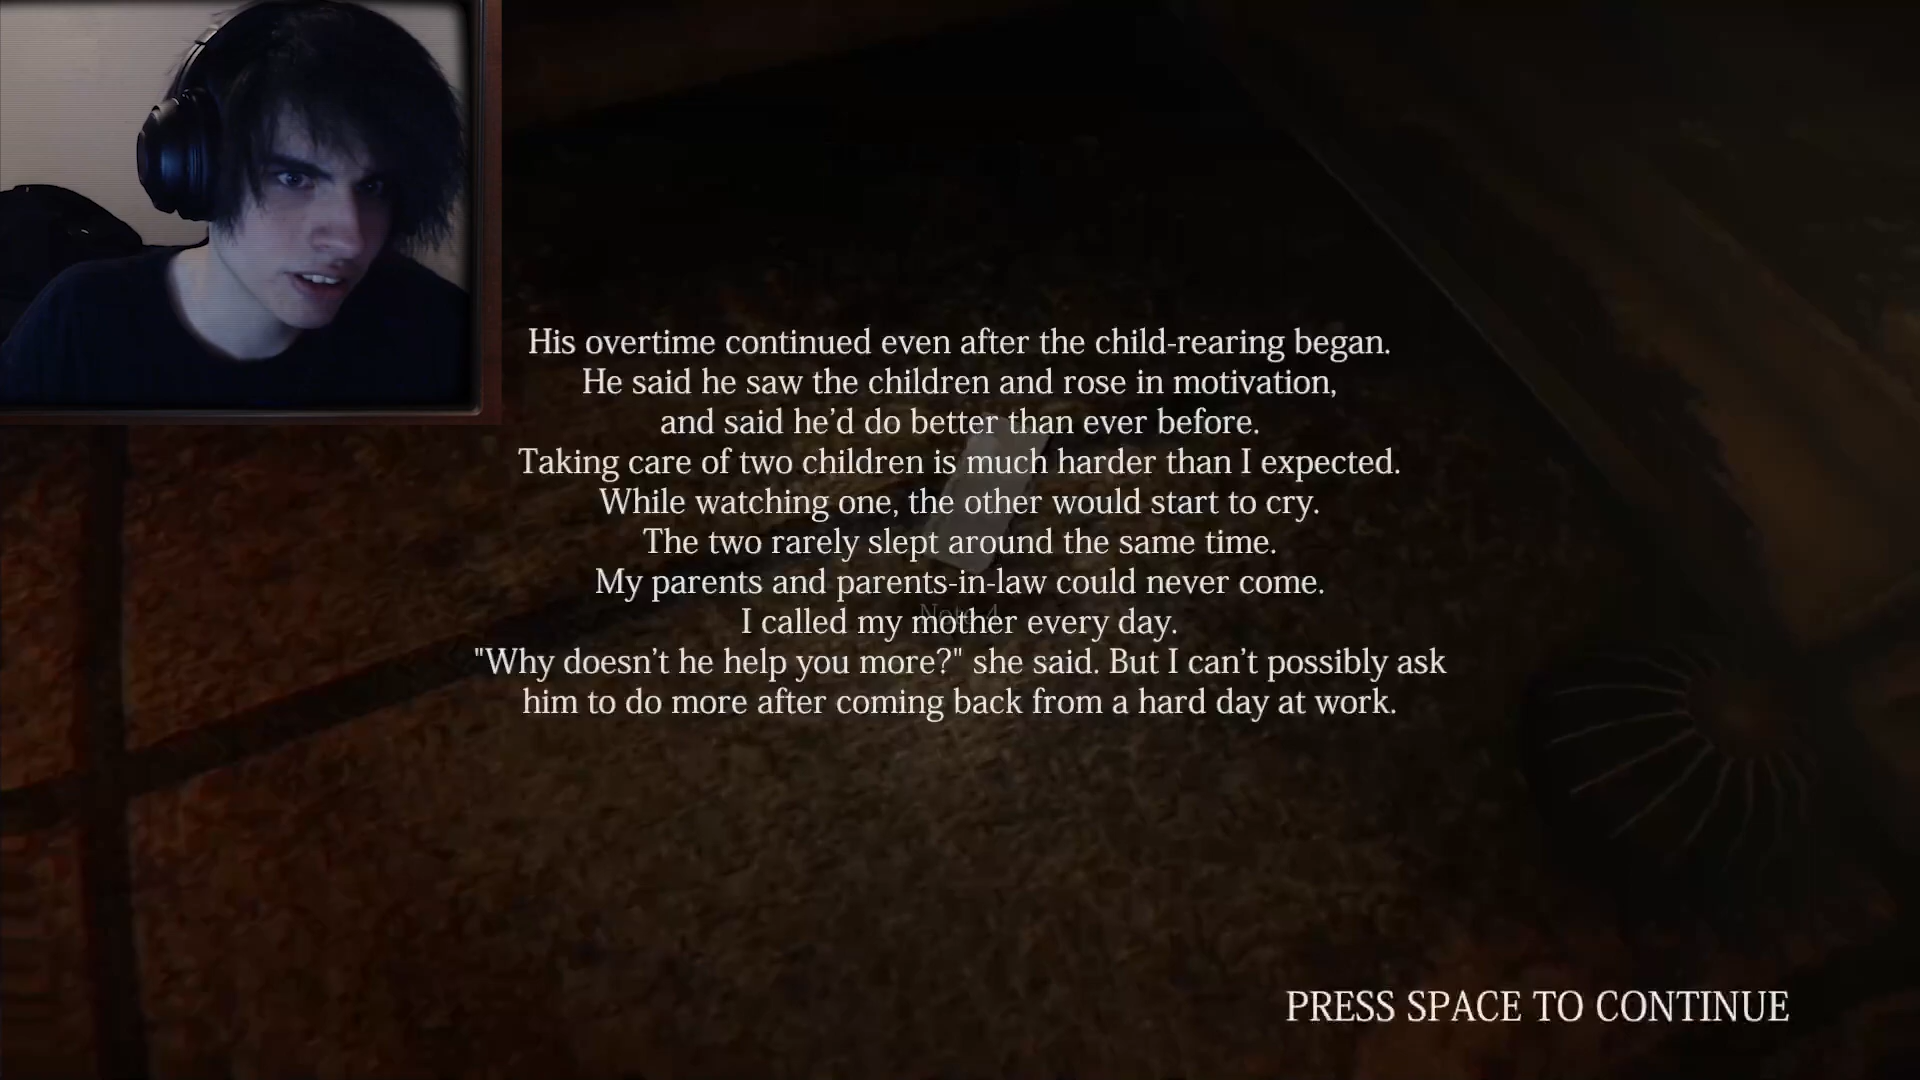 His overtime continued even after the child-rearing began.
He said he saw the children and rose in motivation,
and said he’d do better than ever before.
Taking care of two children is much harder than I expected.
While watching one, the other would start to cry.
The two rarely slept around the same time.
My parents and parents-in-law could never come.
Note 4
I called my mother every day.
"Why doesn’t he help you more?" she said. But I can’t possibly ask
him to do more after coming back from a hard day at work.
PRESS SPACE TO CONTINUE